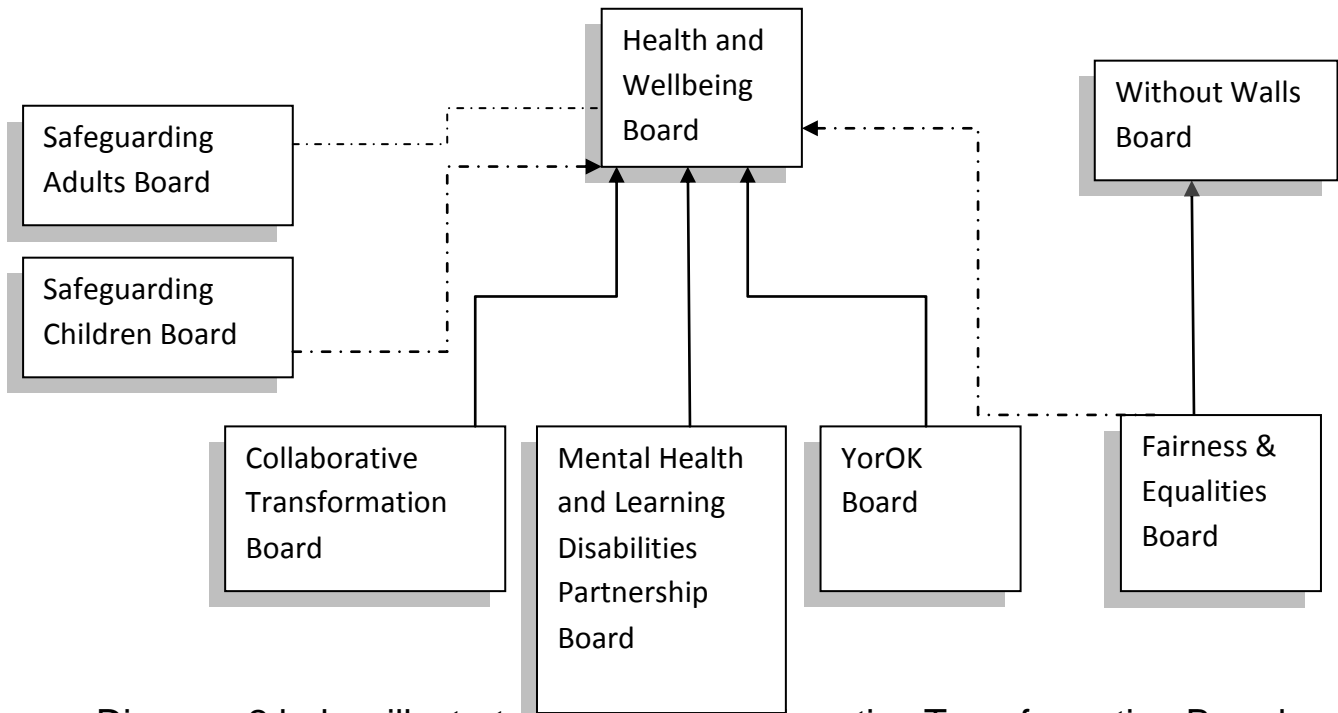 Health and
Wellbeing
Board
Without Walls
Board
Safeguarding
Adults Board
Safeguarding
Children Board
Collaborative
Transformation
Board
Mental Health
and Learning
Disabilities
Partnership
Board
YorOK
Board
Fairness &
Equalities
Board